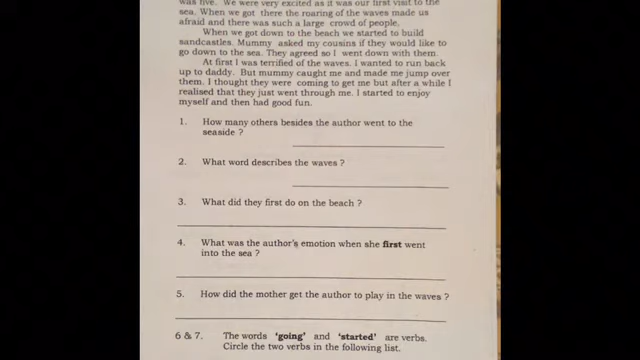 was five. We were very excited as it was our first visit to the
sea. When we got there the roaring of the waves made us
afraid and there was such a large crowd of people.
When we got down to the beach we started to build
sandcastles. Mummy asked my cousins if they would like to
go down to the sea. They agreed so I went down with them.
At first I was terrified of the waves. I wanted to run back
up to daddy. But mummy caught me and made me jump over
them. I thought they were coming to get me but after a while I
realised that they just went through me. I started to enjoy
myself and then had good fun.
1. How many others besides the author went to the
seaside ?
2. What word describes the waves ?
3. What did they first do on the beach ?
4. What was the author's emotion when she first went
into the sea ?
5. How did the mother get the author to play in the waves ?
6 & 7. The words 'going' and 'started' are verbs.
Circle the two verbs in the following list.